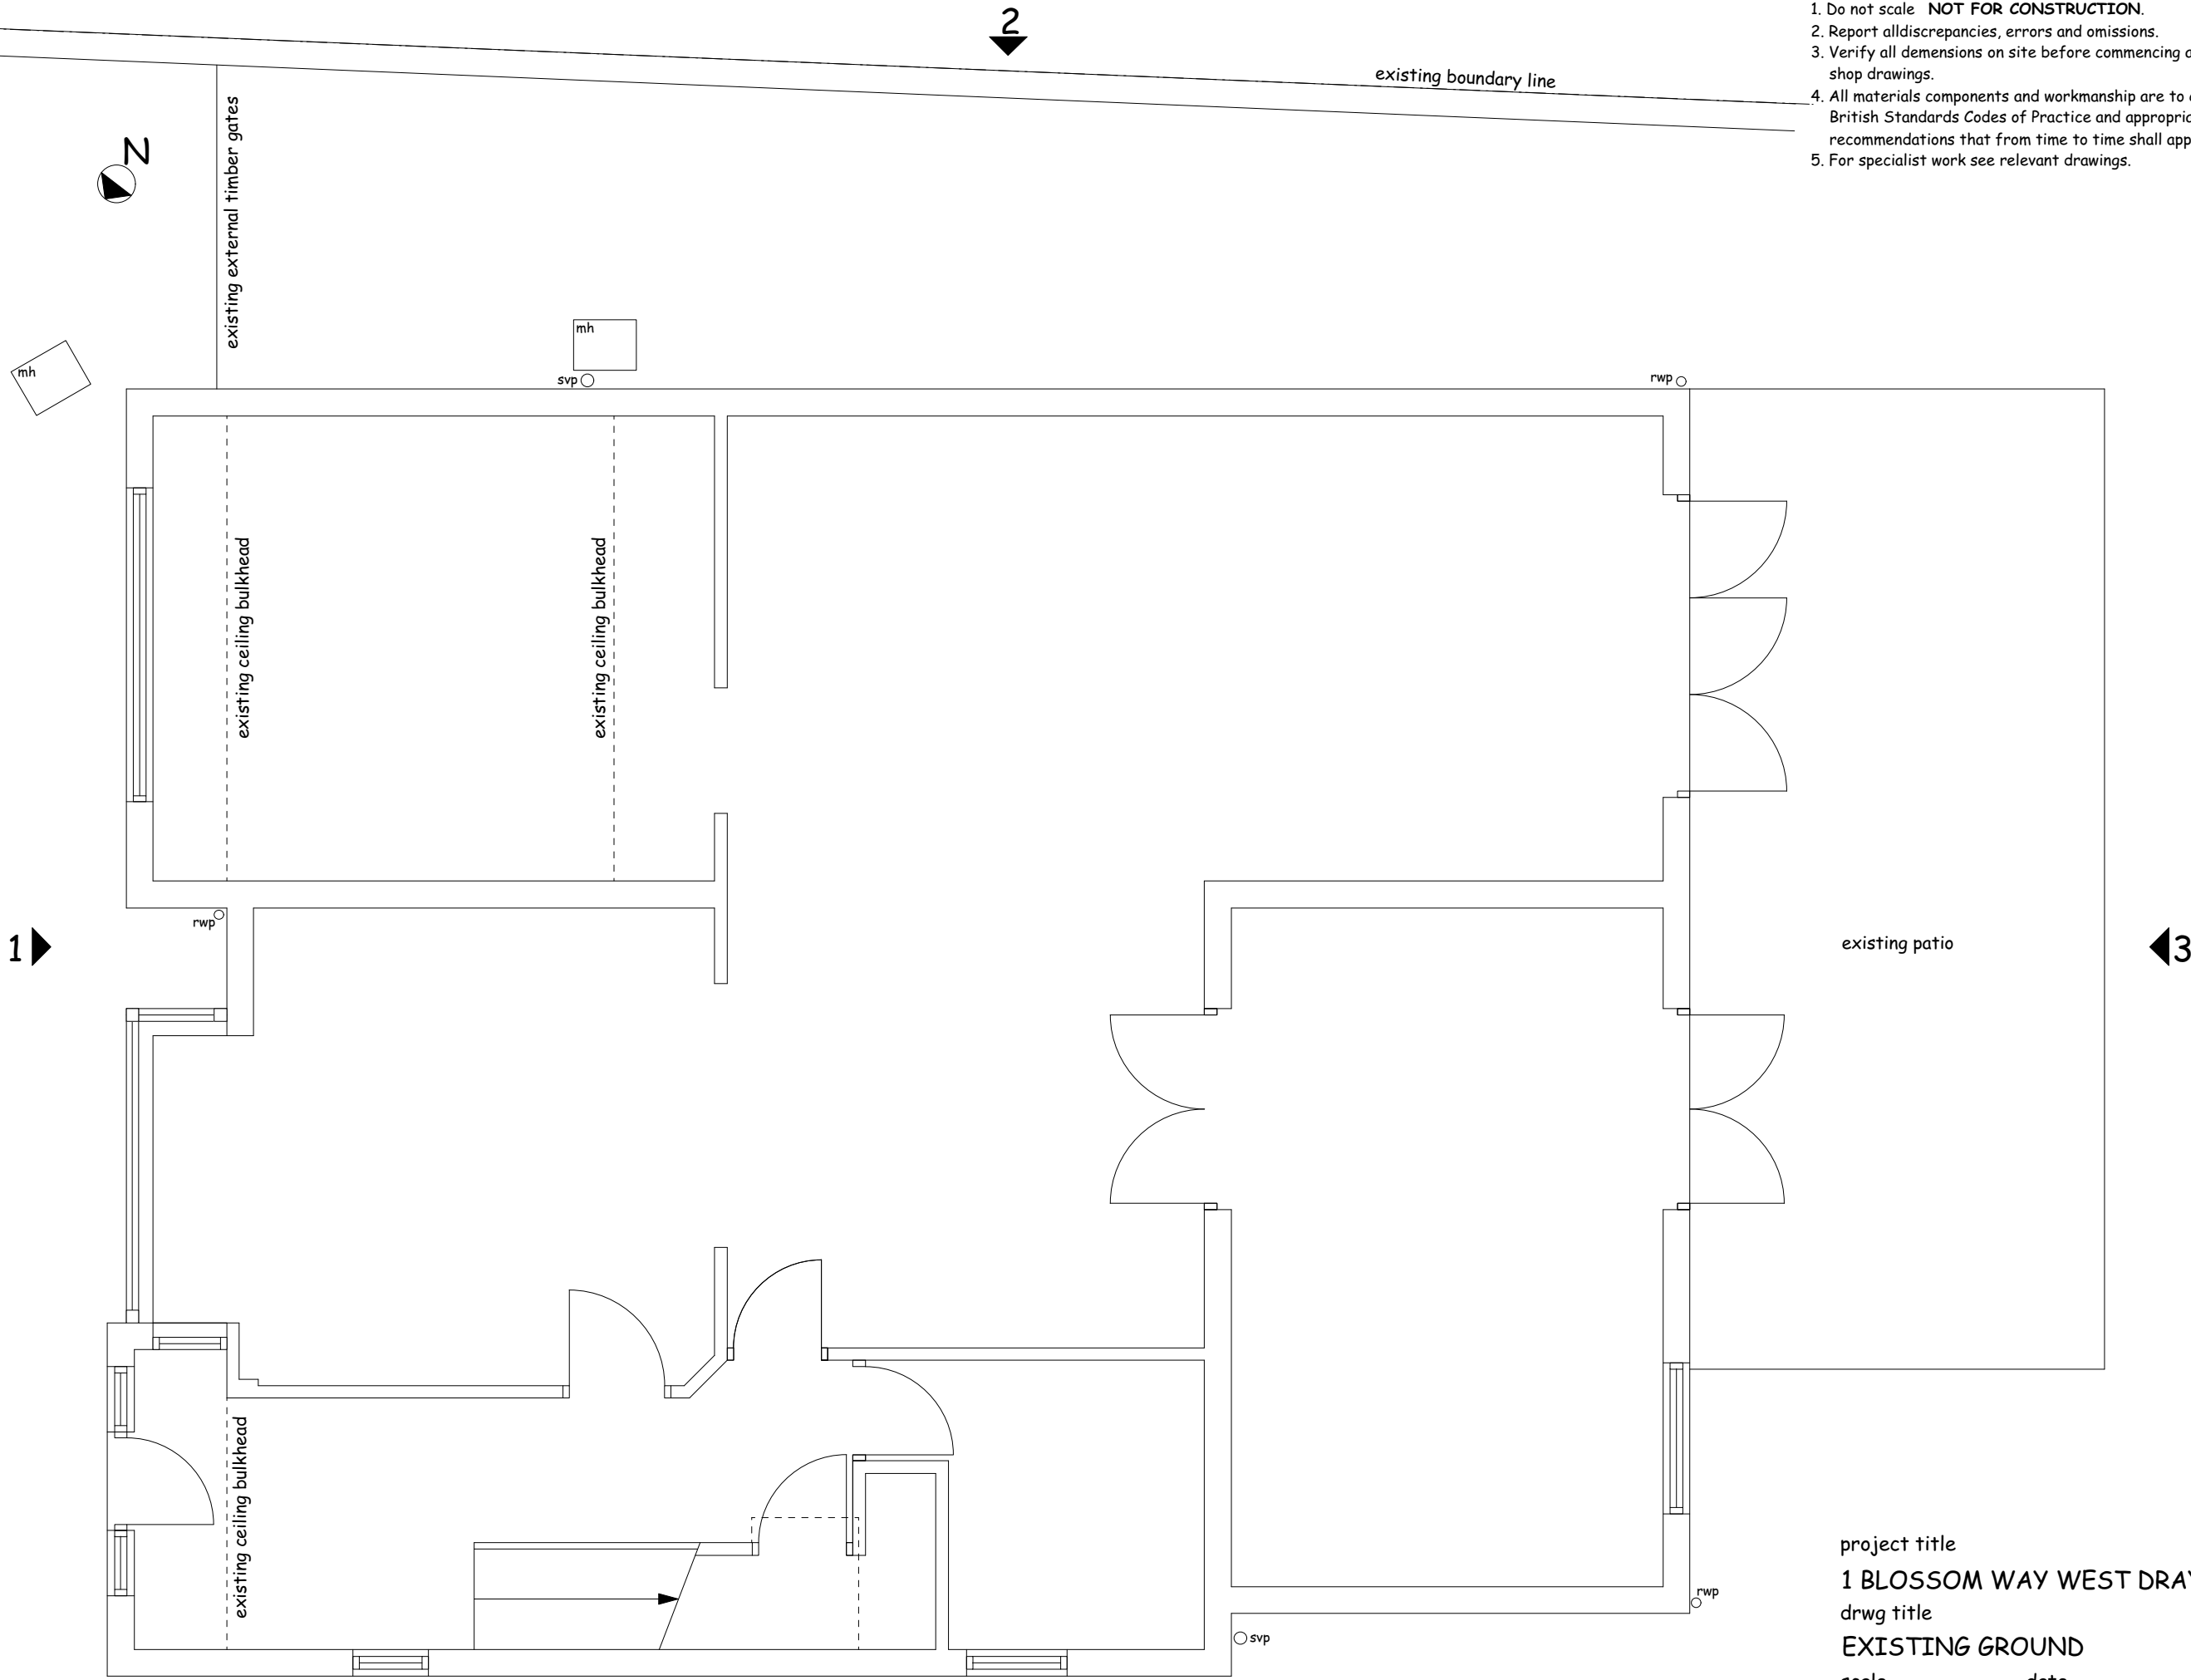 2
1. Do not scale NOT FOR CONSTRUCTION.
2. Report alldiscrepancies, errors and omissions.
3. Verify all demensions on site before commencing
shop drawings.
4. All materials components and workmanship are to
British Standards Codes of Practice and
recommendations that from time to time shall
5. For specialist work see relevant drawings.
existing boundary line
existing external timber gates
N
mh
mh
svp
rwp
existing ceiling bulkhead
existing ceiling bulkhead
rwp
1
existing patio
3
existing ceiling bulkhead
project title
1 BLOSSOM WAY WEST
drwg title
EXISTING GROUND
rwp
svp